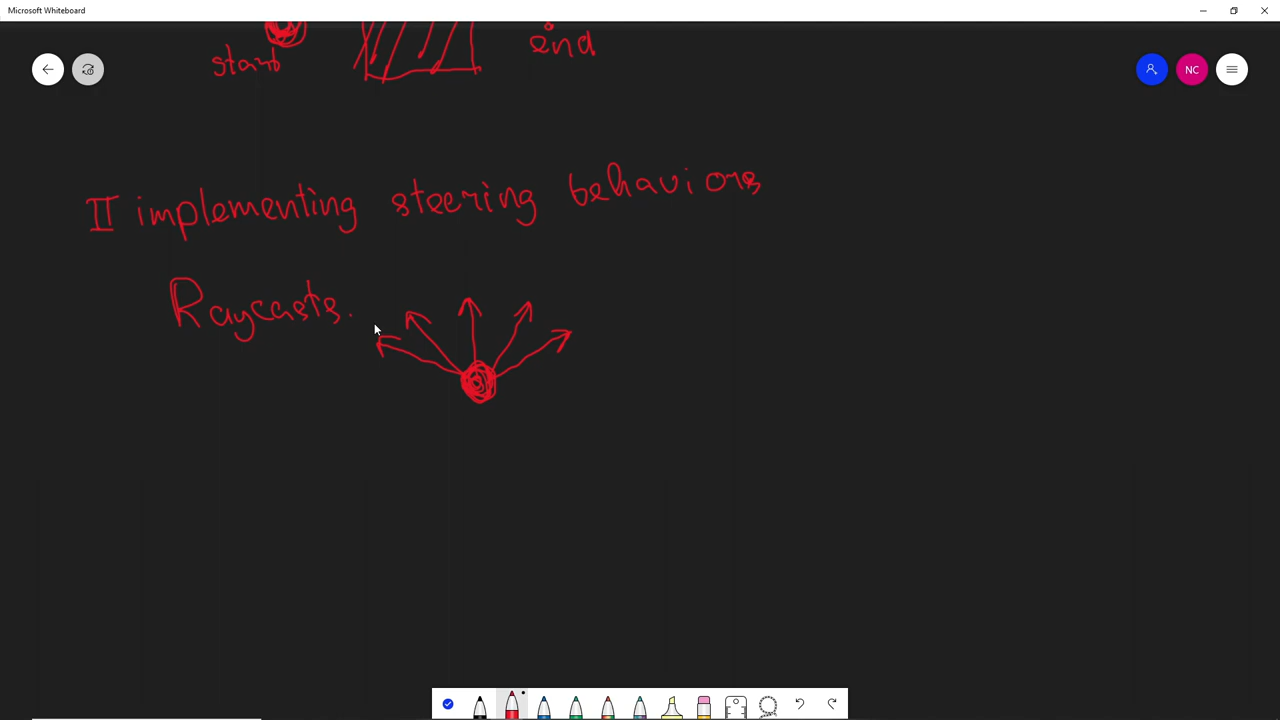 Microsoft Whiteboard
start
end
NC
II implementing steering behaviors
Raycasts.